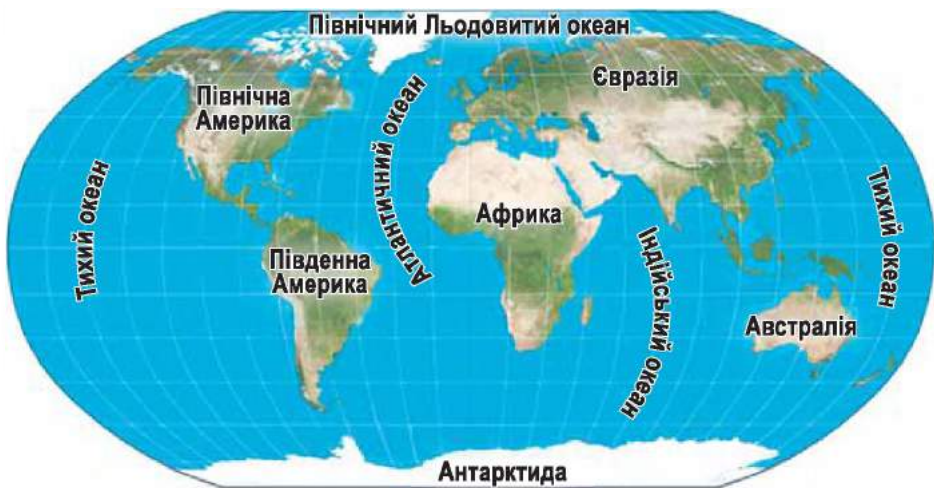 Північний Льодовитий океан
Північна
Америка
Атлантичний океан
Євразія
Тихий океан
Африка
Індійський океан
Тихий океан
Південна
Америка
Австралія
Антарктида